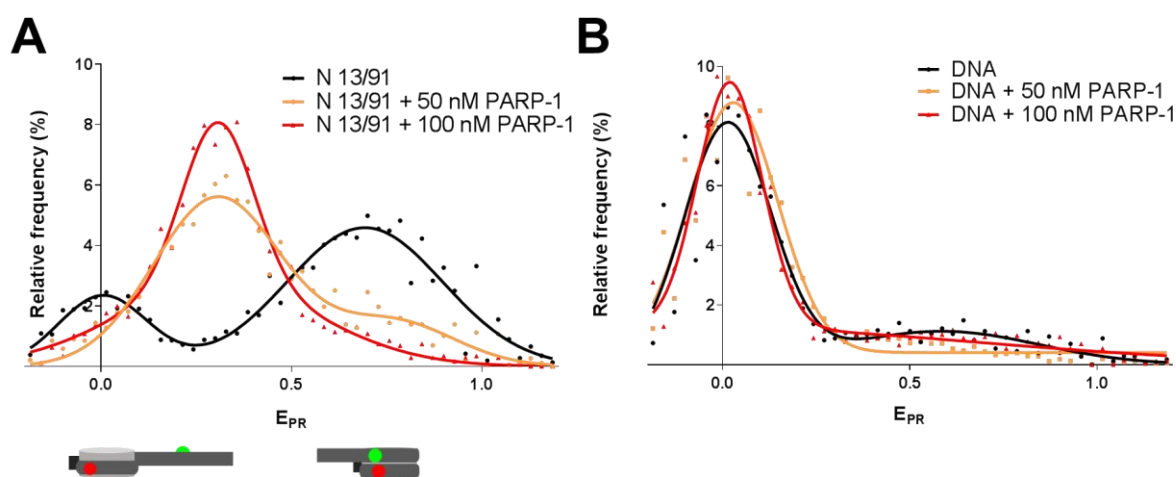 A
B
N 13/91
N 13/91 + 50 nM PARP-1
N 13/91 + 100 nM PARP-1
Relative frequency (%)
10
8
6
4
2
0.0
0.5
1.0
E_PR
DNA
DNA + 50 nM PARP-1
DNA + 100 nM PARP-1
Relative frequency (%)
10
8
6
4
2
0.0
0.5
1.0
E_PR